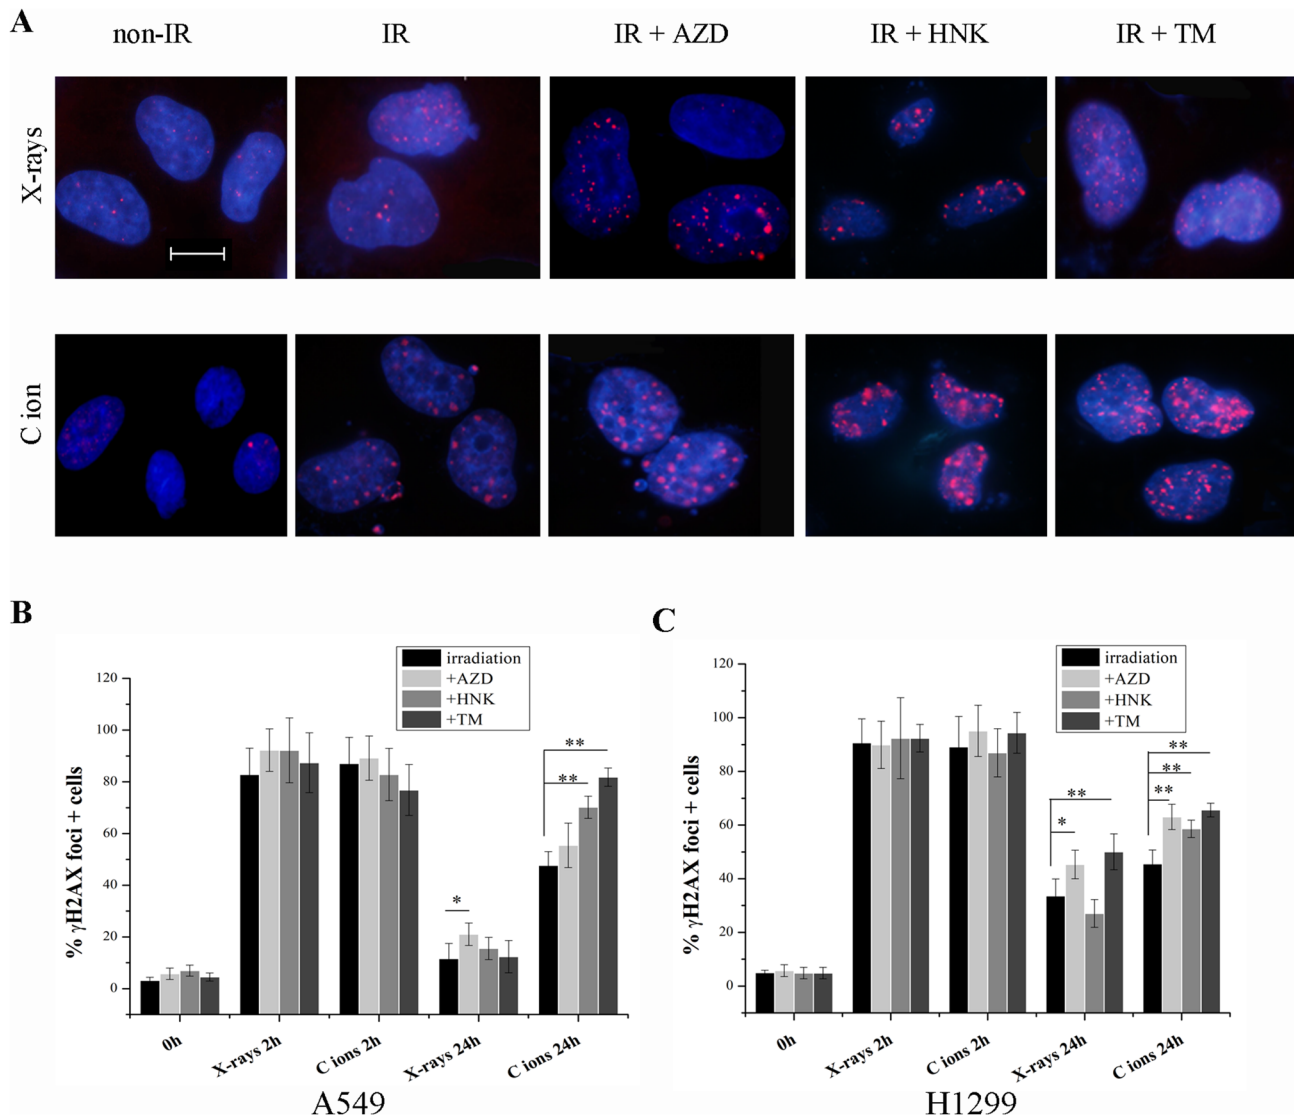 A
non-IR IR IR + AZD IR + HNK IR + TM
X-rays
C ion
B
irradiation
+AZD
+HNK
+TM
120
100
80
60
40
20
0
% γH2AX foci + cells
*
**
**
0h X-rays 2h C ions 2h X-rays 24h C ions 24h
A549
C
irradiation
+AZD
+HNK
+TM
120
100
80
60
40
20
0
% γH2AX foci + cells
*
**
**
**
**
0h X-rays 2h C ions 2h X-rays 24h C ions 24h
H1299